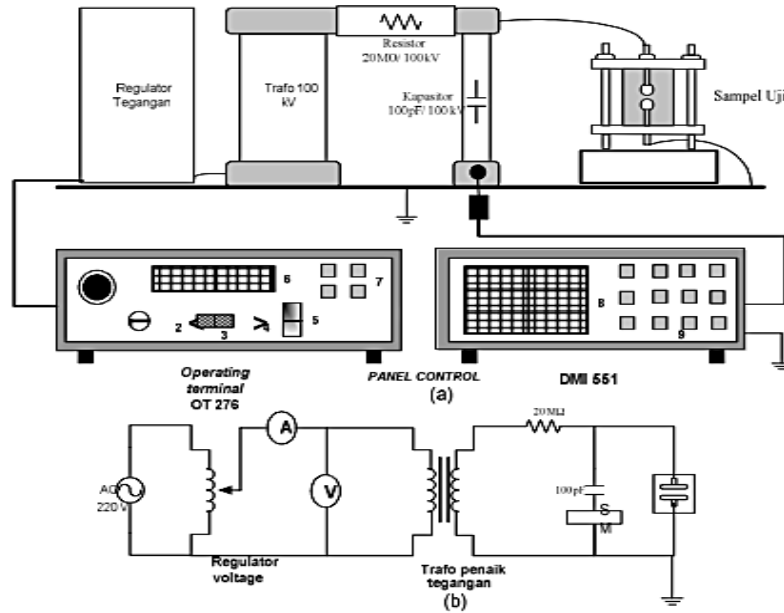 Regulator
Tegangan
Trafo 100
kV
Resistor
20MΩ/ 100kV
Kapasitor
100pF/ 100kV
Sampel Uji
6
7
2
3
4
5
8
9
Operating
terminal
OT 276
PANEL CONTROL
DMI 551
(a)
AC
220 V
A
V
20MΩ
100pF
S
M
Regulator
voltage
Trafo penaik
tegangan
(b)